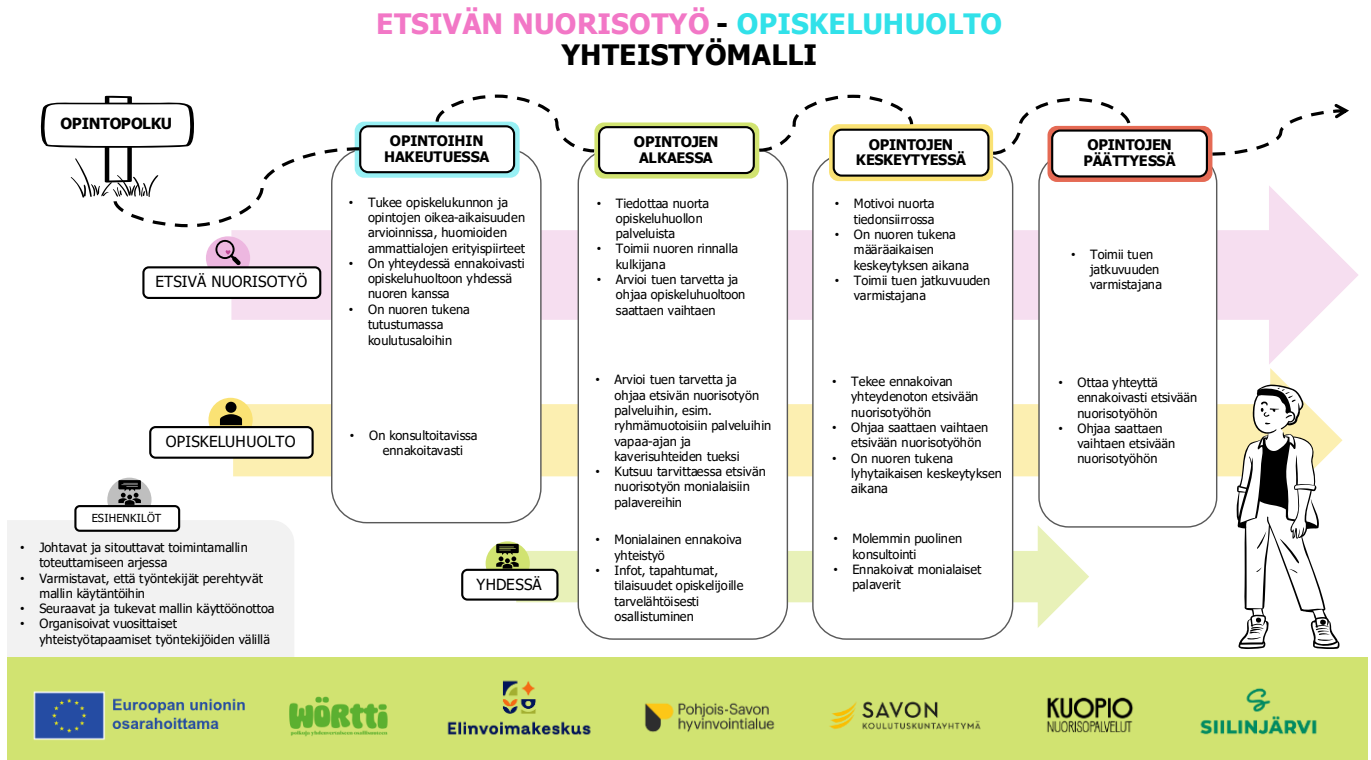 ETSIVÄN NUORISOTYÖ - OPISKELUHUOLTO
YHTEISTYÖMALLI
OPINTOPOLKU
OPINTOIHIN
HAKEUTUESSA
OPINTOJEN
ALKAESSA
OPINTOJEN
KESKEYTYESSÄ
OPINTOJEN
PÄÄTTYESSÄ
ETSIVÄ NUORISOTYÖ
• Tukee opiskelukunnon ja
opintojen oikea-aikaisuuden
arvioinnissa, huomioiden
ammattialojen erityispiirteet
• On yhteydessä ennakoivasti
opiskeluhuoltoon yhdessä
nuoren kanssa
• On nuoren tukena
tutustumassa
koulutusaloihin
• Tiedottaa nuorta
opiskeluhuollon
palveluista
• Toimii nuoren rinnalla
kulkijana
• Arvioi tuen tarvetta ja
ohjaa opiskeluhuoltoon
saattaen vaihtaen
• Motivoi nuorta
tiedonsiirrossa
• On nuoren tukena
määräaikaisen
keskeytyksen aikana
• Toimii tuen jatkuvuuden
varmistajana
• Toimii tuen
jatkuvuuden
varmistajana
OPISKELUHUOLTO
• On konsultoitavissa
ennakoitavasti
• Arvioi tuen tarvetta ja
ohjaa etsivän nuorisotyön
palveluihin, esim.
ryhmämuotoisiin palveluihin
vapaa-ajan ja
kaverisuhteiden tueksi
• Kutsuu tarvittaessa etsivän
nuorisotyön monialaisiin
palavereihin
• Tekee ennakoivan
yhteydenoton etsivään
nuorisotyöhön
• Ohjaa saattaen vaihtaen
etsivään nuorisotyöhön
• On nuoren tukena
lyhytaikaisen keskeytyksen
aikana
• Ottaa yhteyttä
ennakoivasti etsivään
nuorisotyöhön
• Ohjaa saattaen
vaihtaen etsivään
nuorisotyöhön
ESIHENKILÖT
• Johtavat ja sitouttavat toimintamallin
toteuttamiseen arjessa
• Varmistavat, että työntekijät perehtyvät
mallin käytäntöihin
• Seuraavat ja tukevat mallin käyttöönottoa
• Organisoivat vuosittaiset
yhteistyötapaamiset työntekijöiden välillä
YHDESSÄ
• Monialainen ennakoiva
yhteistyö
• Infot, tapahtumat,
tilaisuudet opiskelijoille
tarvelähtöisesti
osallistuminen
• Molemmin puolinen
konsultointi
• Ennakoivat monialaiset
palaverit
Euroopan unionin
osarahoittama
WÖRtti
Elinvoimakeskus
Pohjois-Savon
hyvinvointialue
SAVON
KOULUTUSKUNTAYHTYMÄ
KUOPIO
NUORISOPALVELUT
SIILINJÄRVI